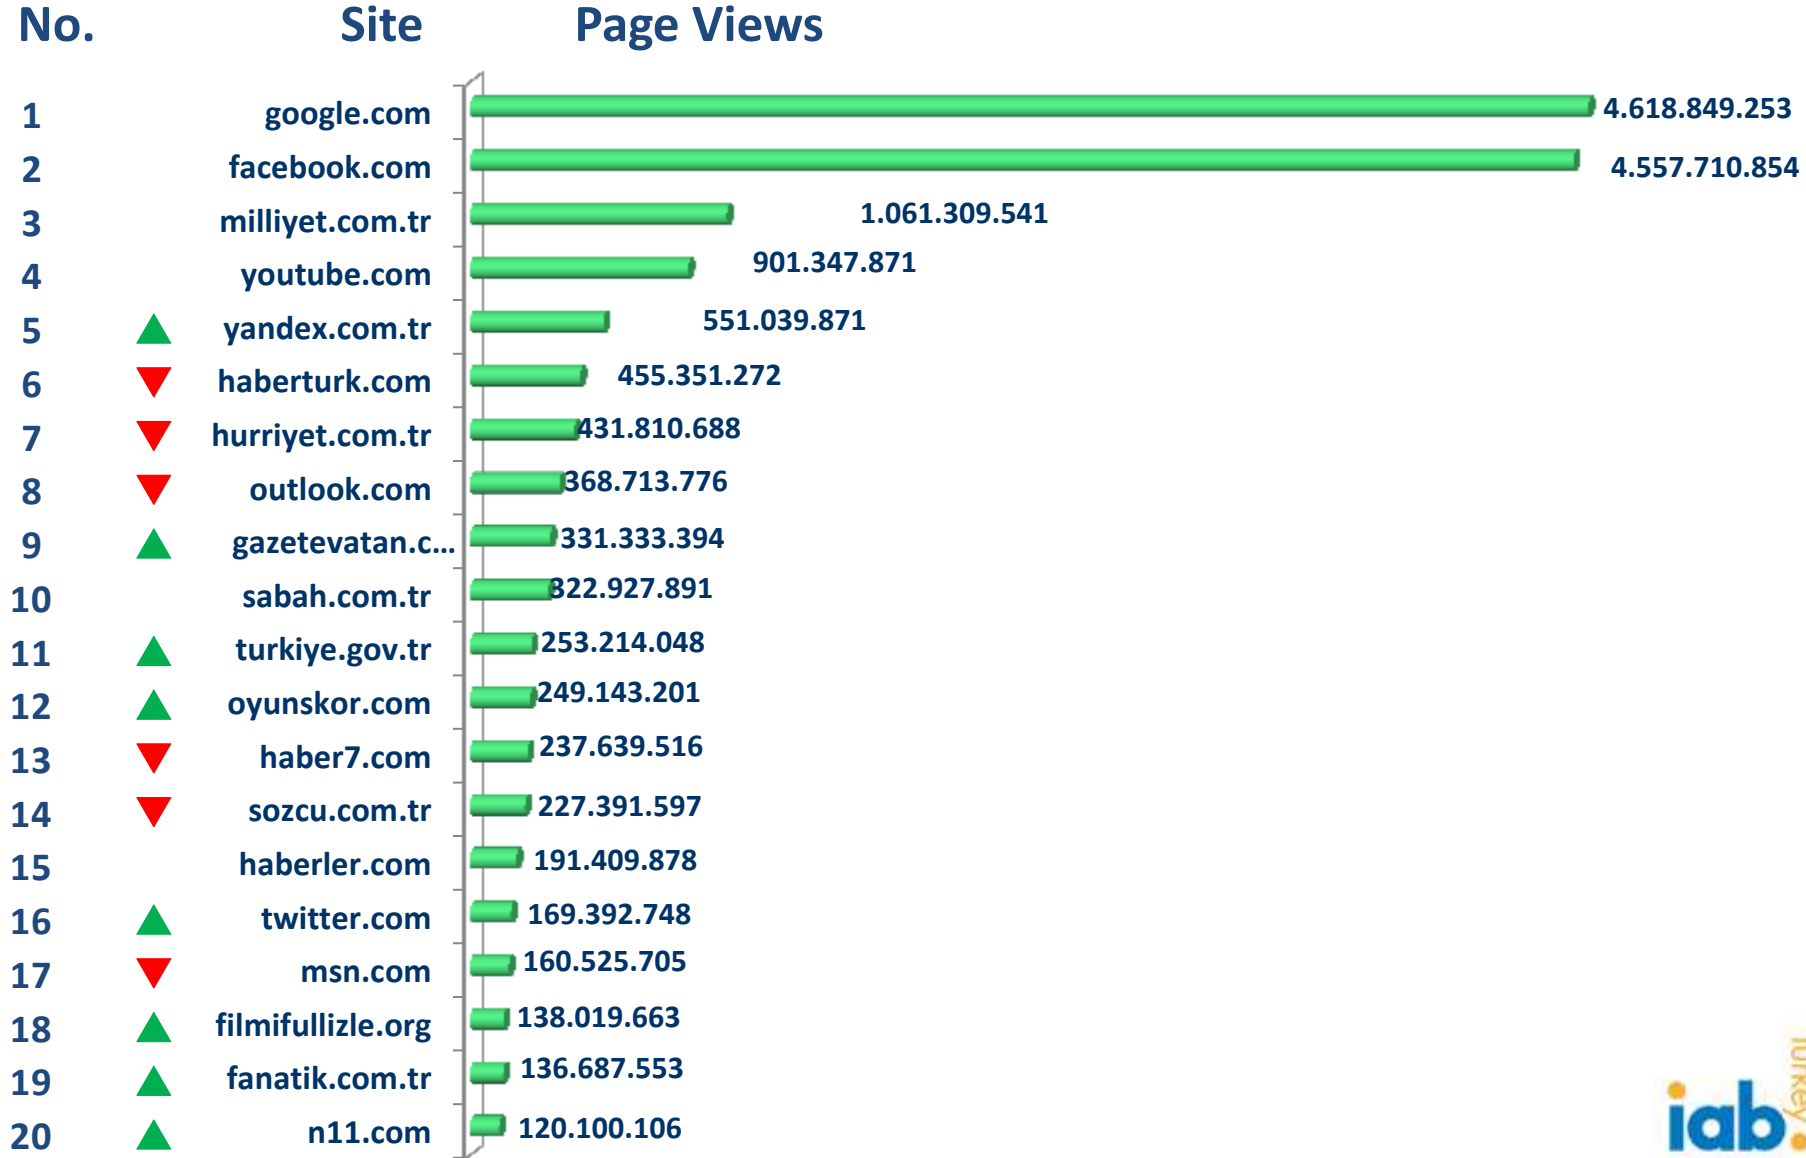 No. Site Page Views
1 google.com 4.618.849.253
2 facebook.com 4.557.710.854
3 milliyet.com.tr 1.061.309.541
4 youtube.com 901.347.871
5 yandex.com.tr 551.039.871
6 haberturk.com 455.351.272
7 hurriyet.com.tr 431.810.688
8 outlook.com 368.713.776
9 gazetevatan.c... 331.333.394
10 sabah.com.tr 322.927.891
11 turkiye.gov.tr 253.214.048
12 oyunskor.com 249.143.201
13 haber7.com 237.639.516
14 sozcu.com.tr 227.391.597
15 haberler.com 191.409.878
16 twitter.com 169.392.748
17 msn.com 160.525.705
18 filmifullizle.org 138.019.663
19 fanatik.com.tr 136.687.553
20 n11.com 120.100.106
iab.
Turkey